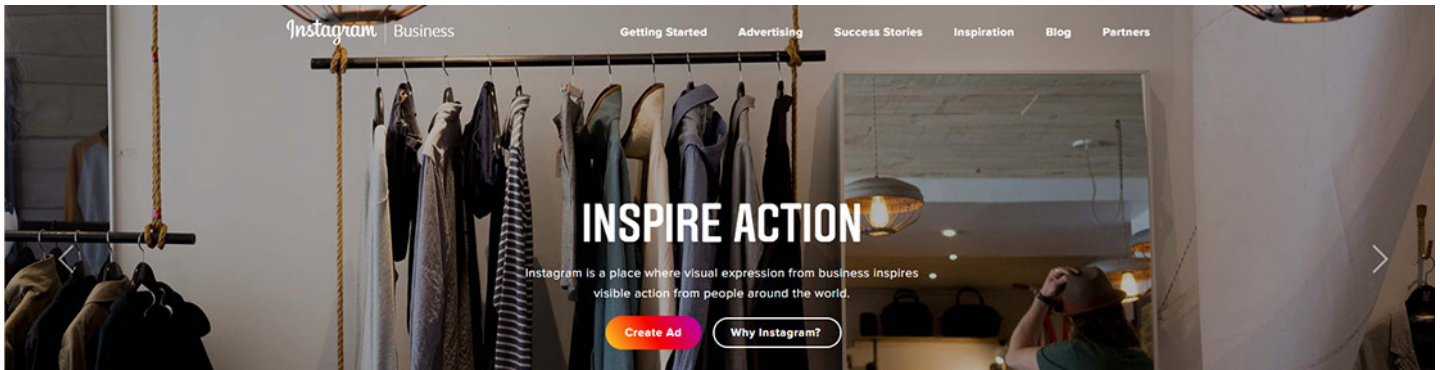 Instagram Business
Getting Started Advertising Success Stories Inspiration Blog Partners
INSPIRE ACTION
Instagram is a place where visual expression from business inspires
visible action from people around the world.
Create Ad Why Instagram?